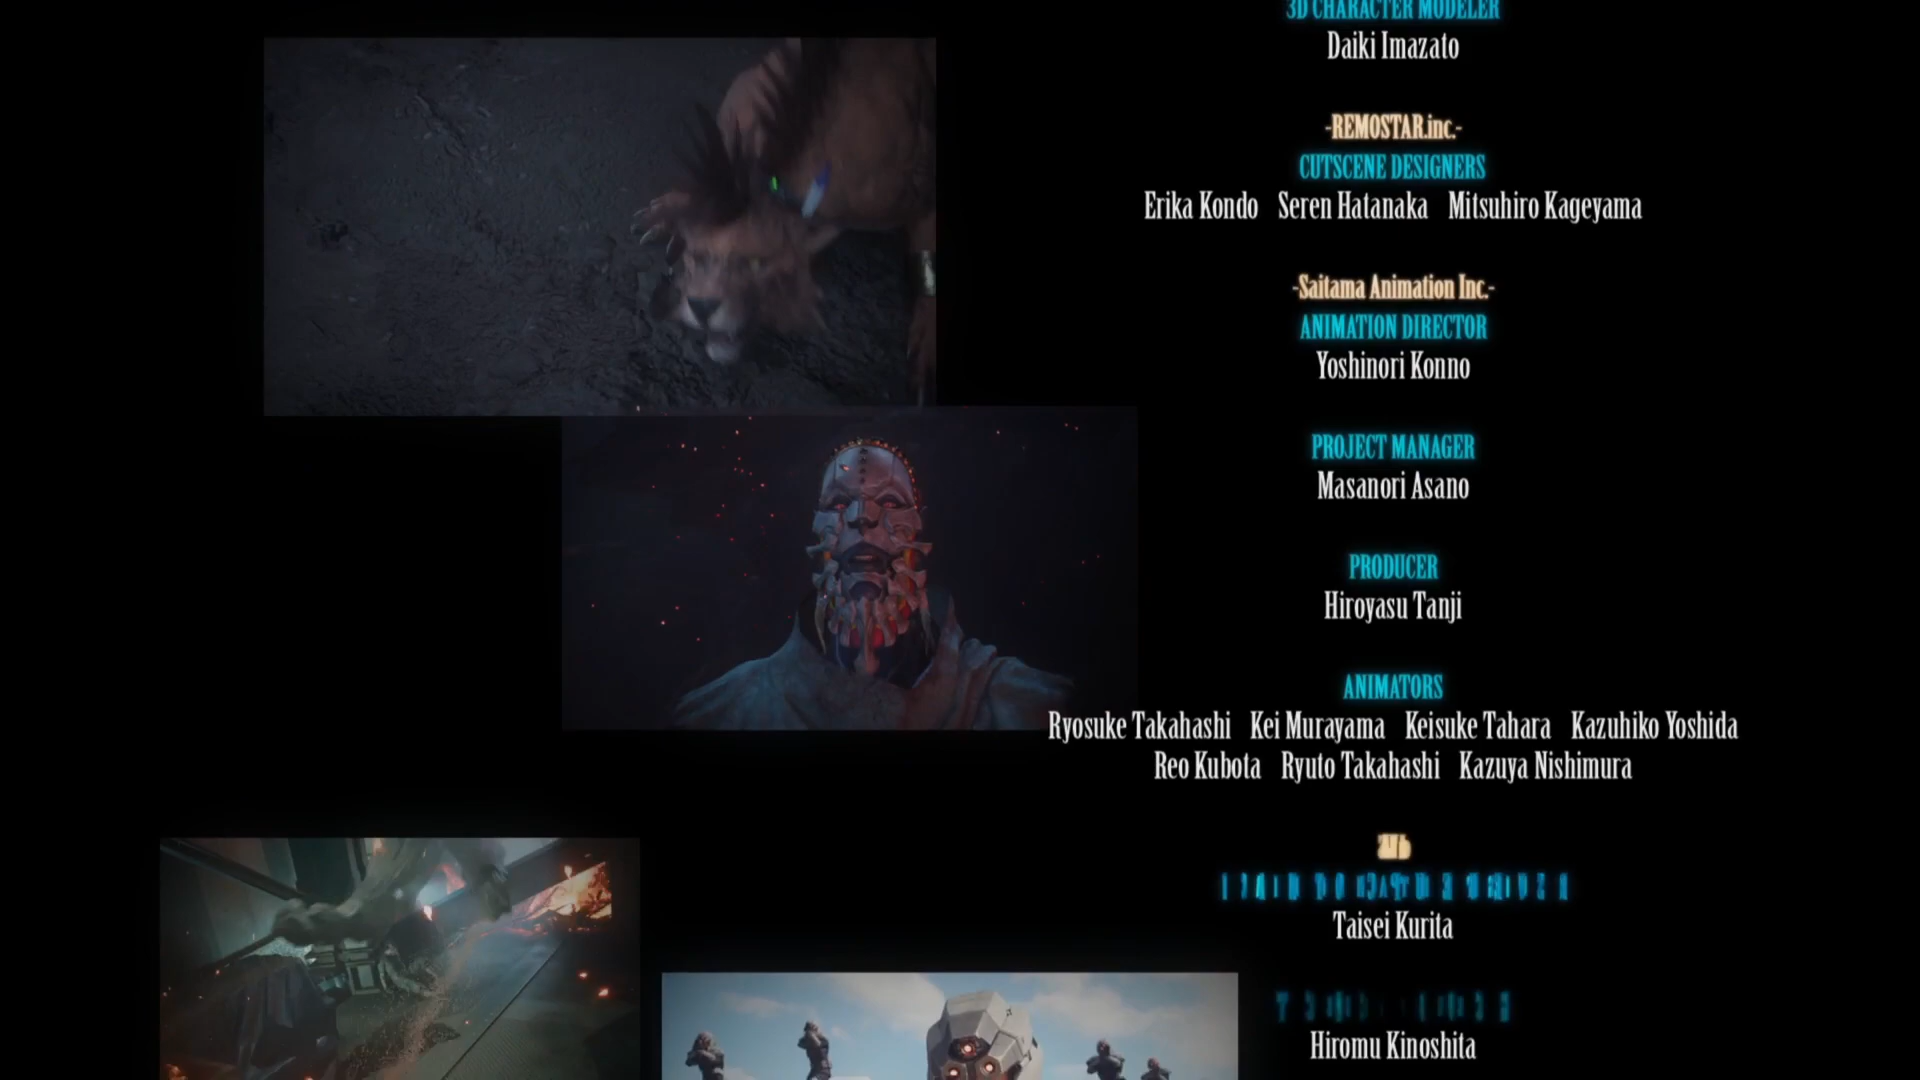 3D CHARACTER MODELER
Daiki Imazato
-REMOSTAR.inc.-
CUTSCENE DESIGNERS
Erika Kondo Seren Hatanaka Mitsuhiro Kageyama
-Saitama Animation Inc.-
ANIMATION DIRECTOR
Yoshinori Konno
PROJECT MANAGER
Masanori Asano
PRODUCER
Hiroyasu Tanji
ANIMATORS
Ryosuke Takahashi Kei Murayama Keisuke Tahara Kazuhiko Yoshida
Reo Kubota Ryuto Takahashi Kazuya Nishimura
Taisei Kurita
Hiromu Kinoshita